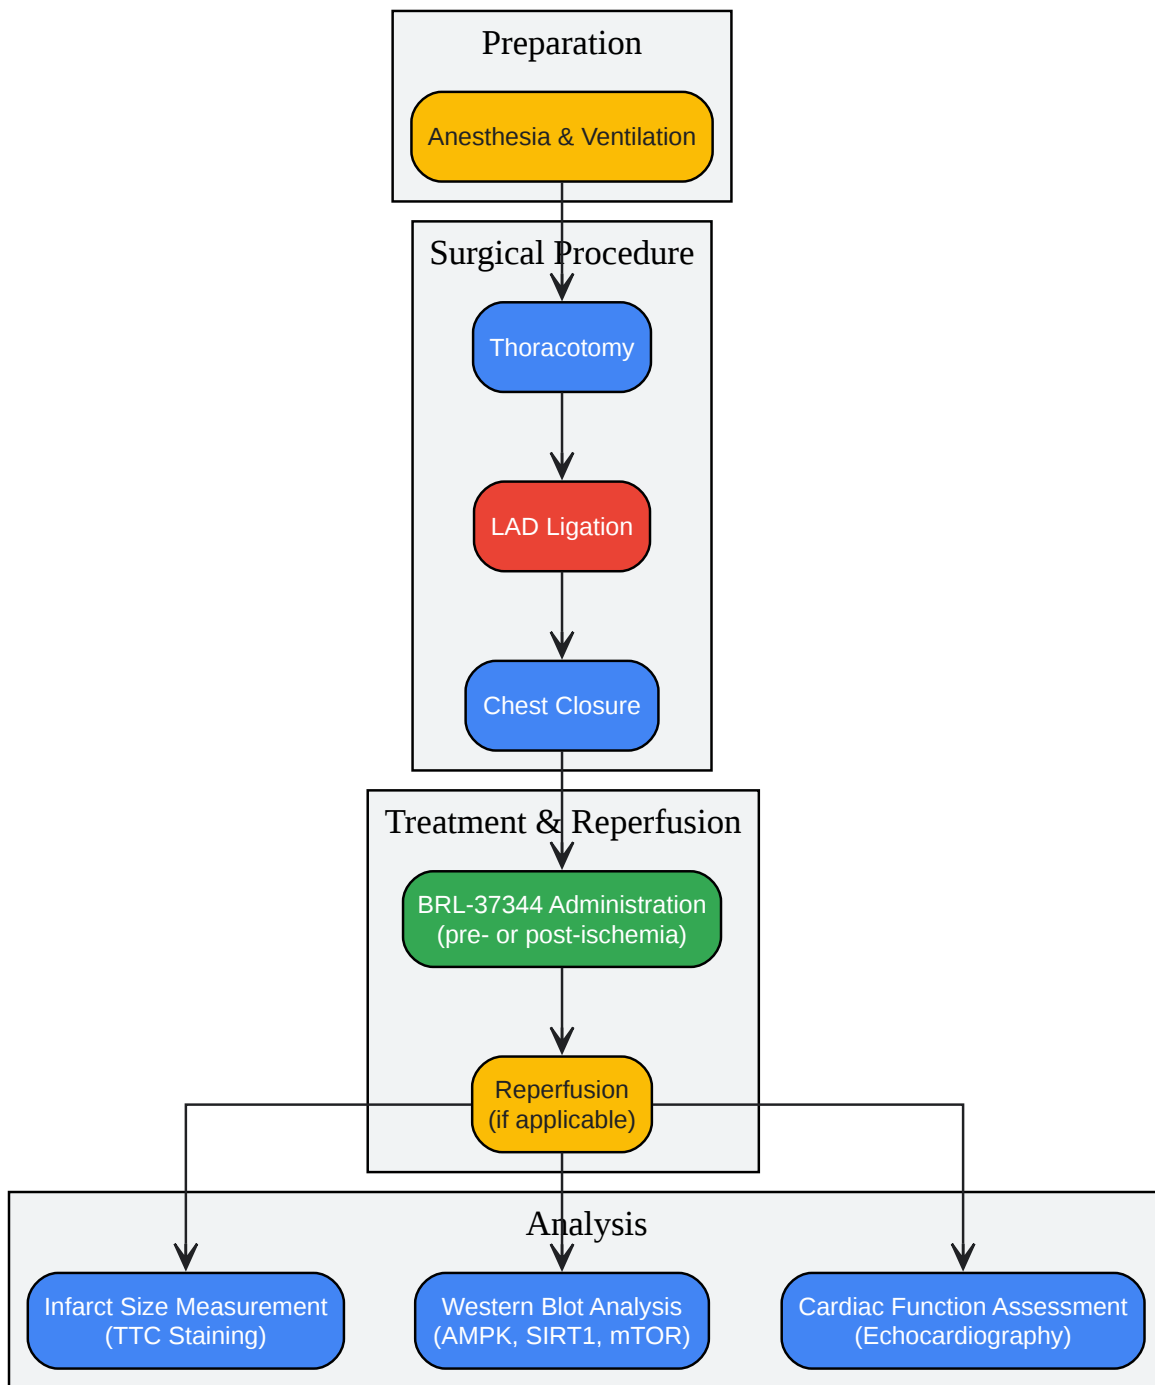 Preparation
Anesthesia & Ventilation
Surgical Procedure
Thoracotomy
LAD Ligation
Chest Closure
Treatment & Reperfusion
BRL-37344 Administration
(pre- or post-ischemia)
Reperfusion
(if applicable)
Analysis
Infarct Size Measurement
(TTC Staining)
Western Blot Analysis
(AMPK, SIRT1, mTOR)
Cardiac Function Assessment
(Echocardiography)